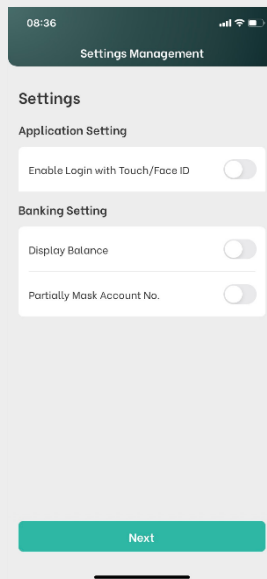 08:36
Settings Management
Settings
Application Setting
Enable Login with Touch/Face ID
Banking Setting
Display Balance
Partially Mask Account No.
Next